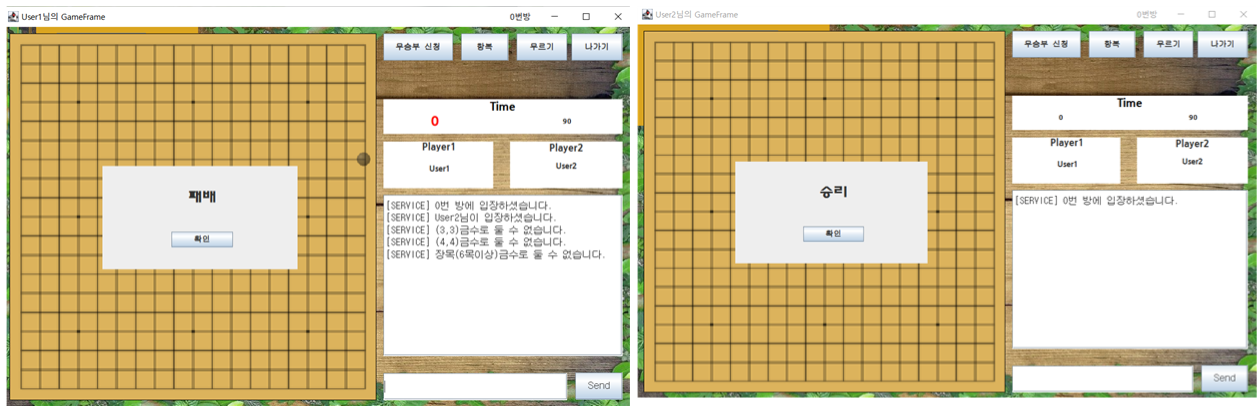 User1님의 GameFrame
0번방
무승부 신청
항복
무르기
나가기
Time
0
90
Player1
Player2
User1
User2
[SERVICE] 0번 방에 입장하셨습니다.
[SERVICE] User2님이 입장하셨습니다.
[SERVICE] (3,3)금수로 둘 수 없습니다.
[SERVICE] (4,4)금수로 둘 수 없습니다.
[SERVICE] 장목(6목이상)금수로 둘 수 없습니다.
패배
확인
Send
User2님의 GameFrame
0번방
무승부 신청
항복
무르기
나가기
Time
0
90
Player1
Player2
User1
User2
[SERVICE] 0번 방에 입장하셨습니다.
승리
확인
Send